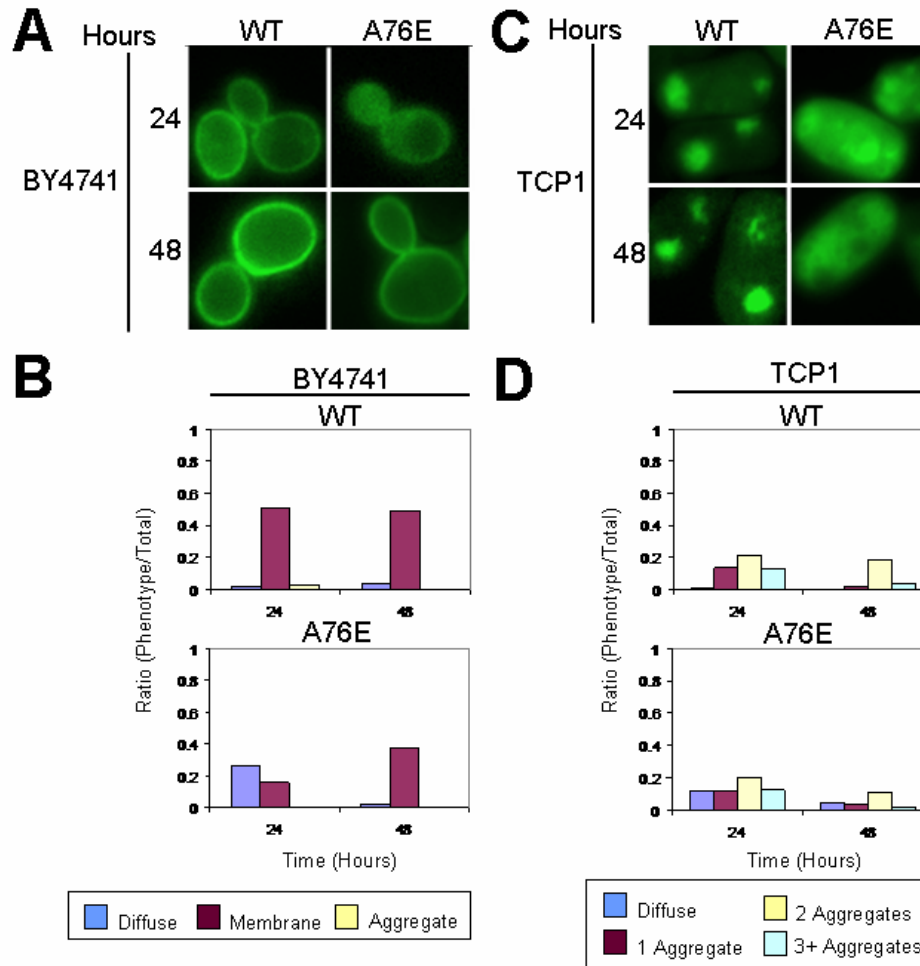 A
Hours
WT
A76E
24
BY4741
48
C
Hours
WT
A76E
24
TCP1
48
B
BY4741
WT
1
0.8
0.6
0.4
0.2
0
24
48
A76E
1
0.8
0.6
0.4
0.2
0
24
48
Ratio (Phenotype/Total)
Time (Hours)
Diffuse
Membrane
Aggregate
D
TCP1
WT
1
0.8
0.6
0.4
0.2
0
24
48
A76E
1
0.8
0.6
0.4
0.2
0
24
48
Ratio (Phenotype/Total)
Time (Hours)
Diffuse
2 Aggregates
1 Aggregate
3+ Aggregates